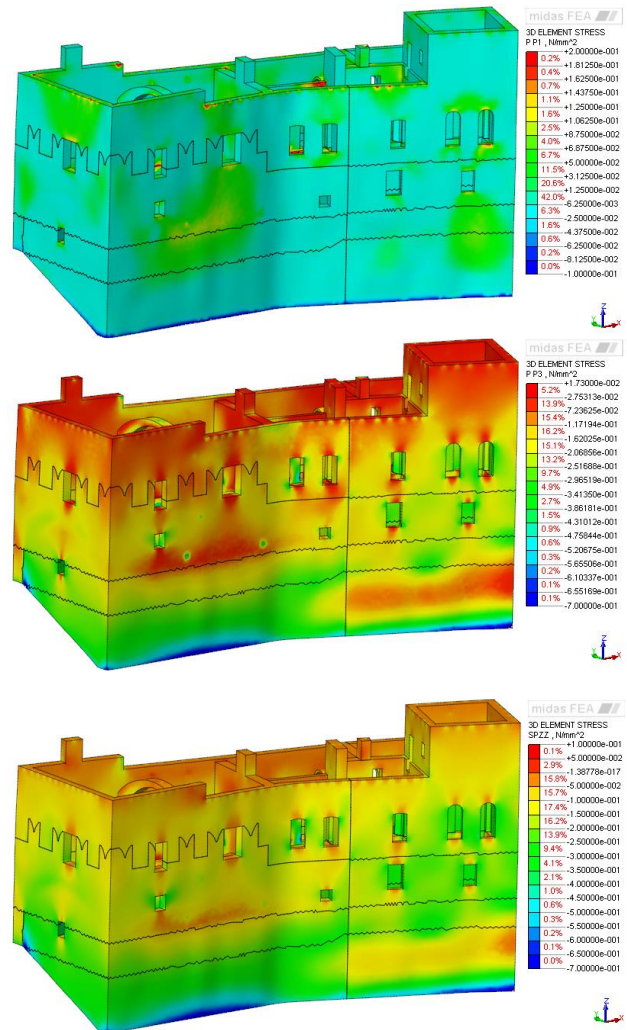 midas FEA
3D ELEMENT STRESS
P P1 , N/mm^2
+2.00000e-001
0.2%
+1.81250e-001
0.4%
+1.62500e-001
0.7%
+1.43750e-001
1.1%
+1.25000e-001
1.6%
+1.06250e-001
2.5%
+8.75000e-002
4.0%
+6.87500e-002
6.7%
+5.00000e-002
11.5%
+3.12500e-002
20.6%
+1.25000e-002
42.0%
-6.25000e-003
6.3%
-2.50000e-002
1.6%
-4.37500e-002
0.6%
-6.25000e-002
0.2%
-8.12500e-002
0.0%
-1.00000e-001
Z
Y
X
midas FEA
3D ELEMENT STRESS
P P3 , N/mm^2
+1.73000e-002
5.2%
-2.75313e-002
13.9%
-7.23625e-002
15.4%
-1.17194e-001
16.2%
-1.62025e-001
15.1%
-2.06856e-001
13.2%
-2.51688e-001
9.7%
-2.96519e-001
4.9%
-3.41350e-001
2.7%
-3.86181e-001
1.5%
-4.31012e-001
0.9%
-4.75844e-001
0.6%
-5.20675e-001
0.3%
-5.65506e-001
0.2%
-6.10337e-001
0.1%
-6.55169e-001
0.1%
-7.00000e-001
Z
Y
X
midas FEA
3D ELEMENT STRESS
SPZZ , N/mm^2
+1.00000e-001
0.1%
+5.00000e-002
2.9%
-1.38778e-017
15.8%
-5.00000e-002
15.7%
-1.00000e-001
17.4%
-1.50000e-001
16.2%
-2.00000e-001
13.9%
-2.50000e-001
9.4%
-3.00000e-001
4.1%
-3.50000e-001
2.1%
-4.00000e-001
1.0%
-4.50000e-001
0.6%
-5.00000e-001
0.3%
-5.50000e-001
0.2%
-6.00000e-001
0.1%
-6.50000e-001
0.0%
-7.00000e-001
Z
Y
X